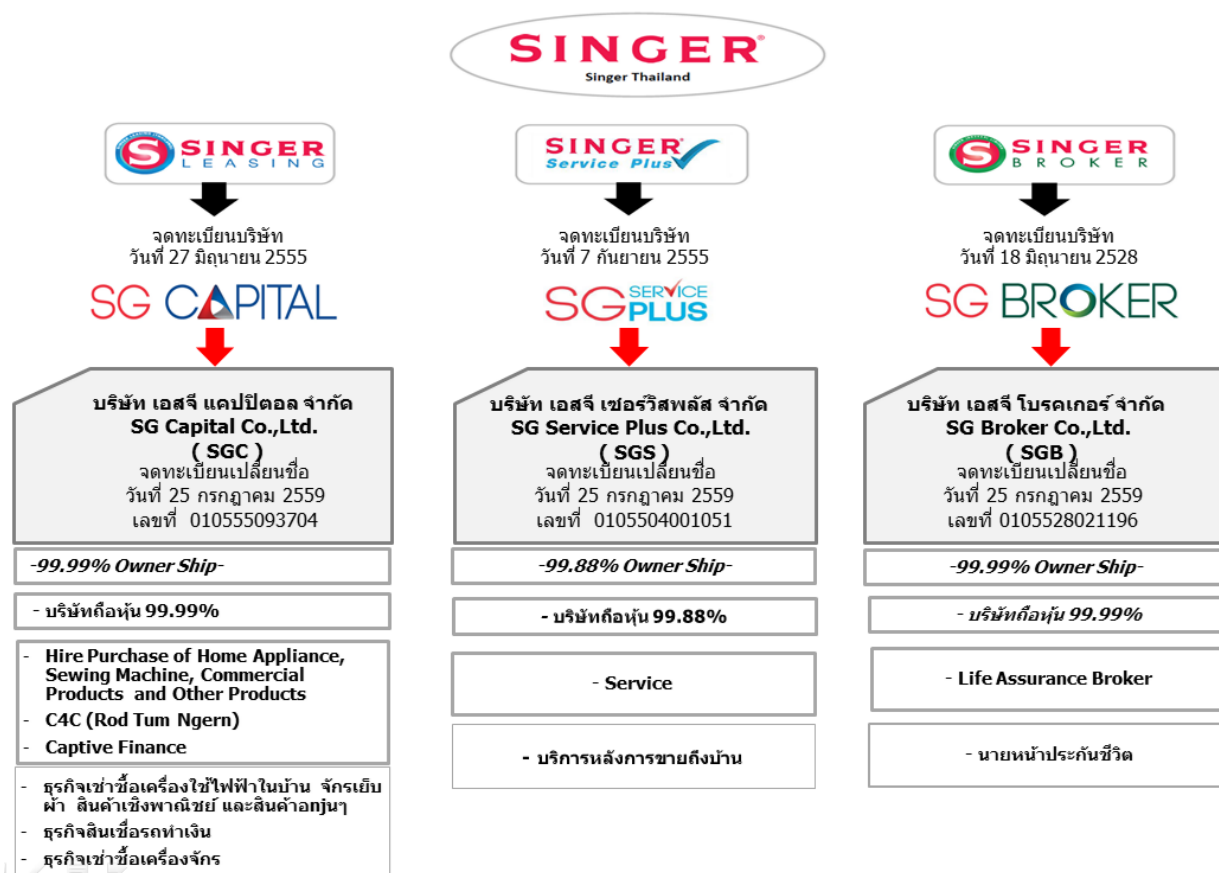 SINGER®
Singer Thailand
S SINGER
LEASING
จดทะเบียนบริษัท
วันที่ 27 มิถุนายน 2555
SG CAPITAL
บริษัท เอสจี แคปปิตอล จำกัด
SG Capital Co.,Ltd.
( SGC )
จดทะเบียนเปลี่ยนชื่อ
วันที่ 25 กรกฎาคม 2559
เลขที่ 010555093704
-99.99% Owner Ship-
- บริษัทถือหุ้น 99.99%
- Hire Purchase of Home Appliance,
Sewing Machine, Commercial
Products and Other Products
- C4C (Rod Tum Ngern)
- Captive Finance
- ธุรกิจเช่าซื้อเครื่องใช้ไฟฟ้าในบ้าน จักรเย็บ
ผ้า สินค้าเชิงพาณิชย์ และสินค้าอnjนๆ
- ธุรกิจสินเชื่อรถทำเงิน
- ธุรกิจเช่าซื้อเครื่องจักร
SINGER®
Service Plus
จดทะเบียนบริษัท
วันที่ 7 กันยายน 2555
SG SERVICE
PLUS
บริษัท เอสจี เซอร์วิสพลัส จำกัด
SG Service Plus Co.,Ltd.
( SGS )
จดทะเบียนเปลี่ยนชื่อ
วันที่ 25 กรกฎาคม 2559
เลขที่ 0105504001051
-99.88% Owner Ship-
- บริษัทถือหุ้น 99.88%
- Service
- บริการหลังการขายถึงบ้าน
S SINGER
BROKER
จดทะเบียนบริษัท
วันที่ 18 มิถุนายน 2528
SG BROKER
บริษัท เอสจี โบรคเกอร์ จำกัด
SG Broker Co.,Ltd.
( SGB )
จดทะเบียนเปลี่ยนชื่อ
วันที่ 25 กรกฎาคม 2559
เลขที่ 0105528021196
-99.99% Owner Ship-
- บริษัทถือหุ้น 99.99%
- Life Assurance Broker
- นายหน้าประกันชีวิต